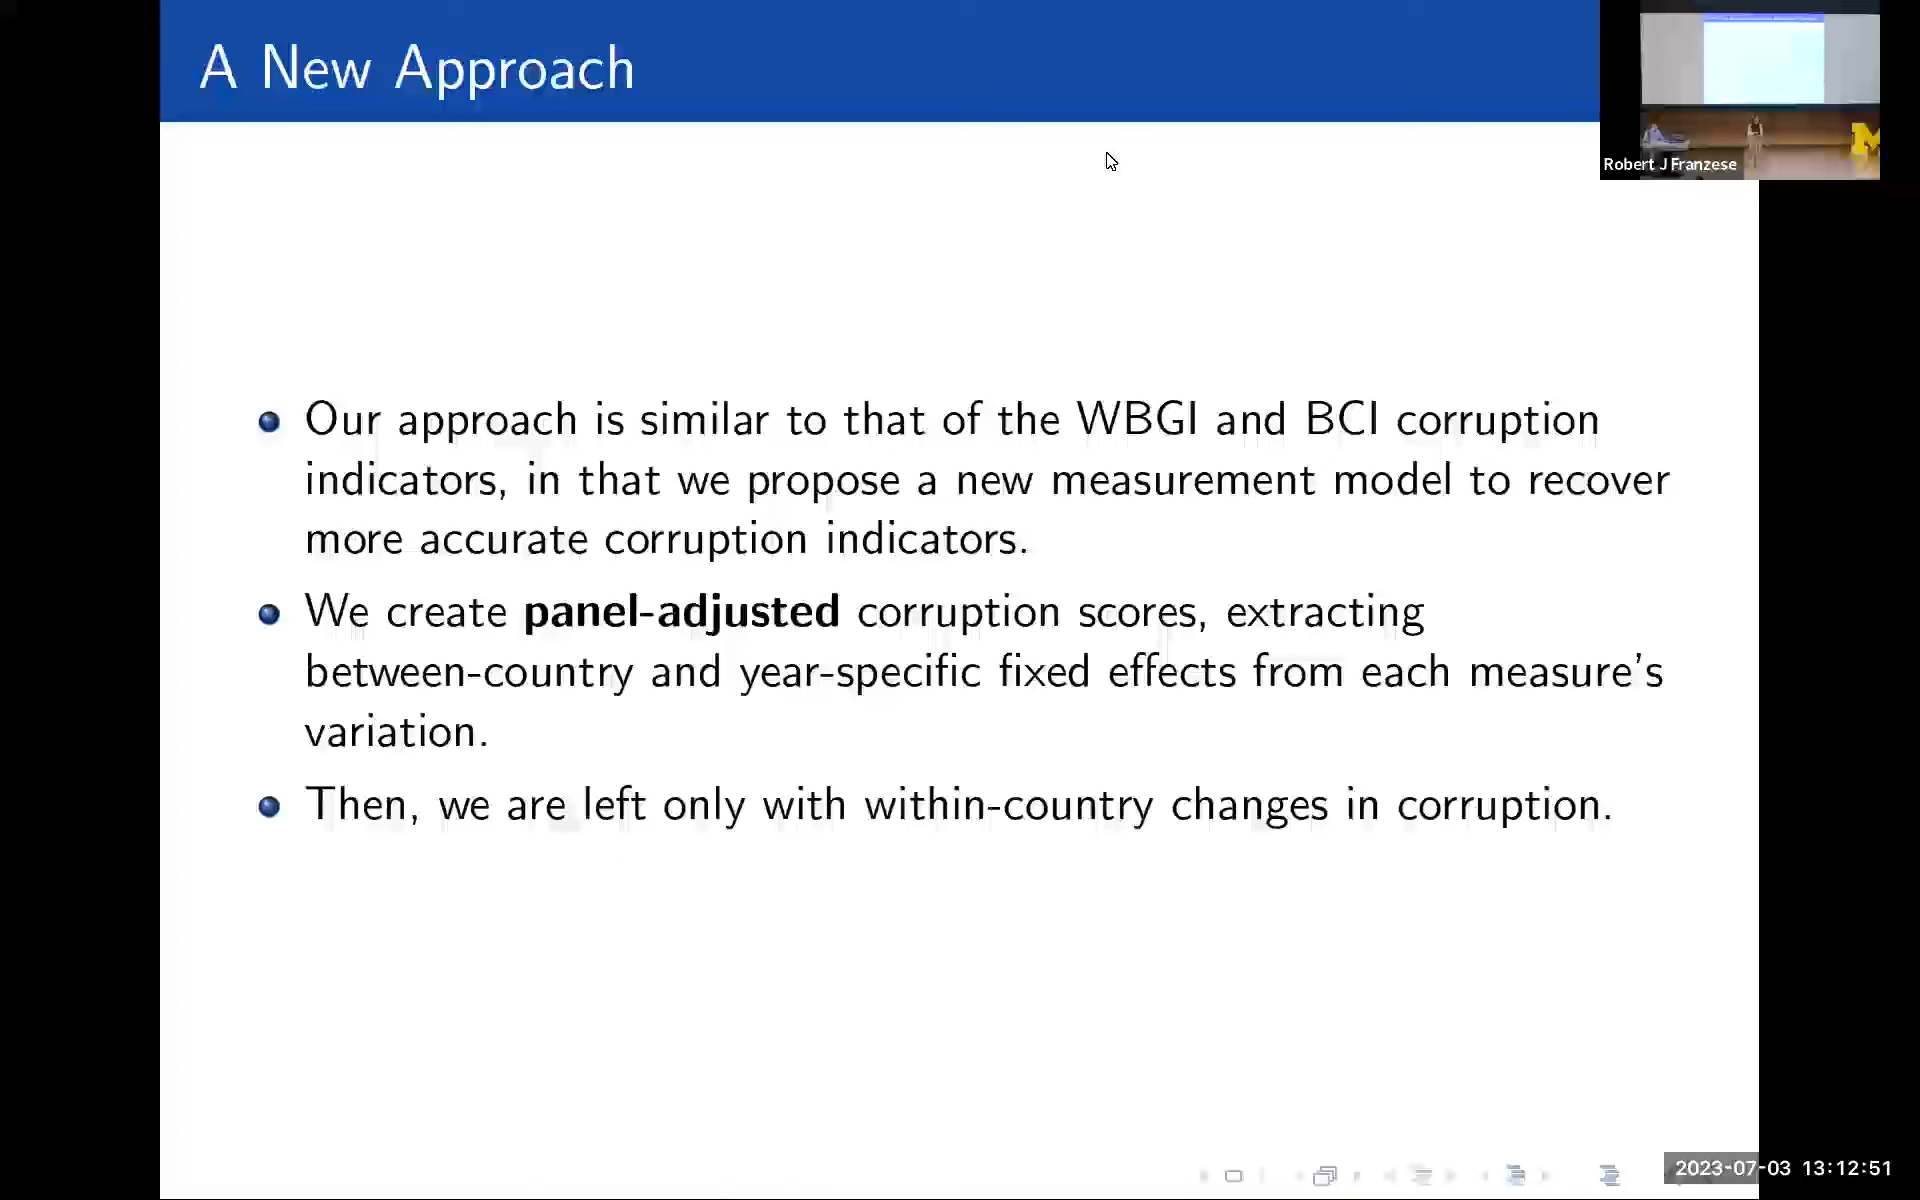 A New Approach
Robert J Franzese
Our approach is similar to that of the WBGI and BCI corruption
indicators, in that we propose a new measurement model to recover
more accurate corruption indicators.
We create panel-adjusted corruption scores, extracting
between-country and year-specific fixed effects from each measure's
variation.
Then, we are left only with within-country changes in corruption.
2023-07-03 13:12:51